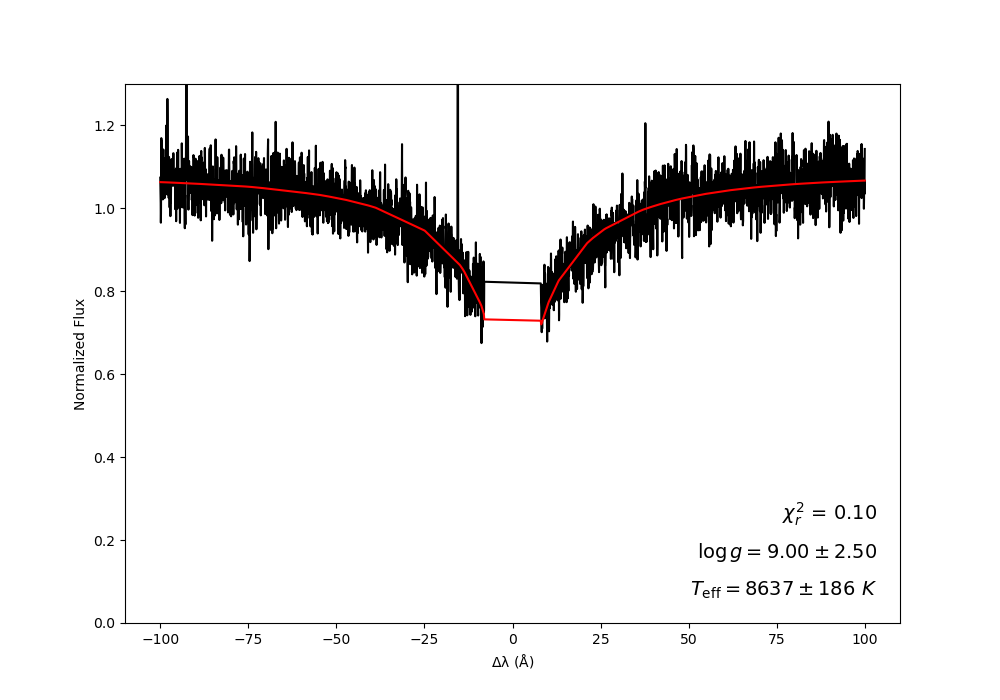 1.2
1.0
0.8
0.6
0.4
0.2
0.0
Normalized Flux
χ²ᵣ = 0.10
log g = 9.00 ± 2.50
T_eff = 8637 ± 186 K
−100 −75 −50 −25 0 25 50 75 100
Δλ (Å)